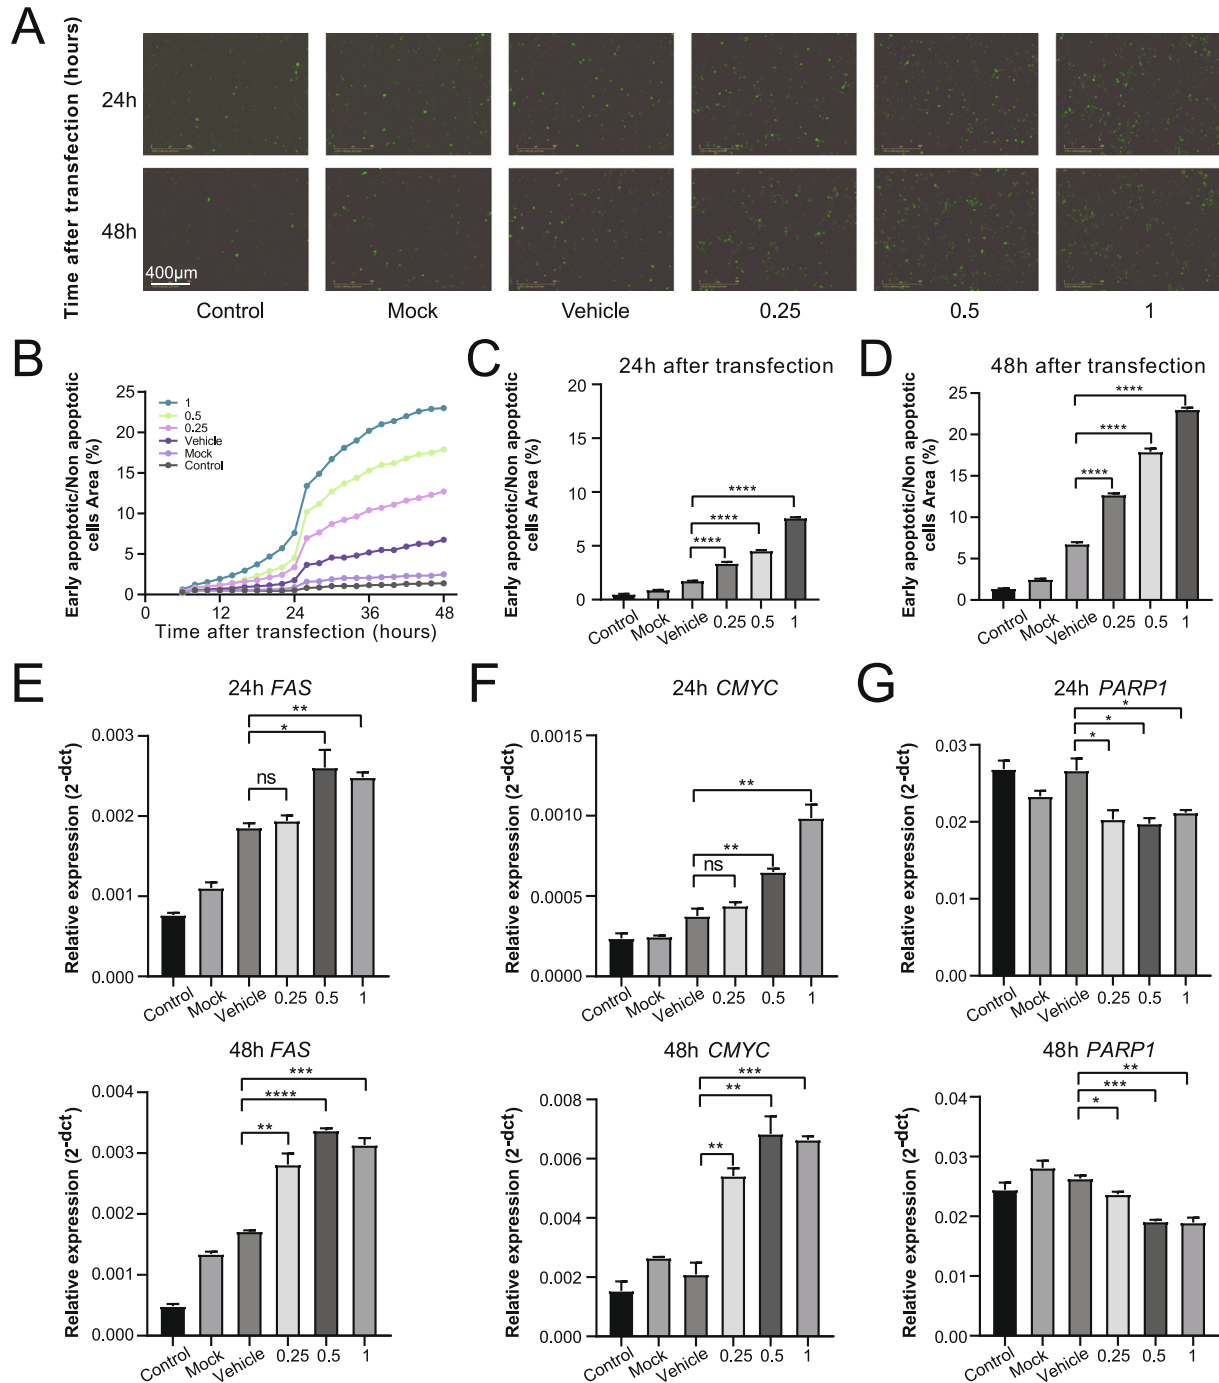 A
Time after transfection (hours)
24h
48h
400µm
Control Mock Vehicle 0.25 0.5 1
B
Early apoptotic/Non apoptotic
cells Area (%)
25
20
15
10
5
0
1
0.5
0.25
Vehicle
Mock
Control
0 12 24 36 48
Time after transfection (hours)
C
24h after transfection
Early apoptotic/Non apoptotic
cells Area (%)
20
15
10
5
0
****
****
****
Control Mock Vehicle 0.25 0.5 1
D
48h after transfection
Early apoptotic/Non apoptotic
cells Area (%)
25
20
15
10
5
0
****
****
****
Control Mock Vehicle 0.25 0.5 1
E
24h FAS
Relative expression (2-dct)
0.003
0.002
0.001
0.000
**
*
ns
Control Mock Vehicle 0.25 0.5 1
48h FAS
Relative expression (2-dct)
0.004
0.003
0.002
0.001
0.000
***
****
**
Control Mock Vehicle 0.25 0.5 1
F
24h CMYC
Relative expression (2-dct)
0.0015
0.0010
0.0005
0.0000
**
**
ns
Control Mock Vehicle 0.25 0.5 1
48h CMYC
Relative expression (2-dct)
0.008
0.006
0.004
0.002
0.000
***
**
**
Control Mock Vehicle 0.25 0.5 1
G
24h PARP1
Relative expression (2-dct)
0.03
0.02
0.01
0.00
*
*
*
Control Mock Vehicle 0.25 0.5 1
48h PARP1
Relative expression (2-dct)
0.04
0.03
0.02
0.01
0.00
**
***
*
Control Mock Vehicle 0.25 0.5 1